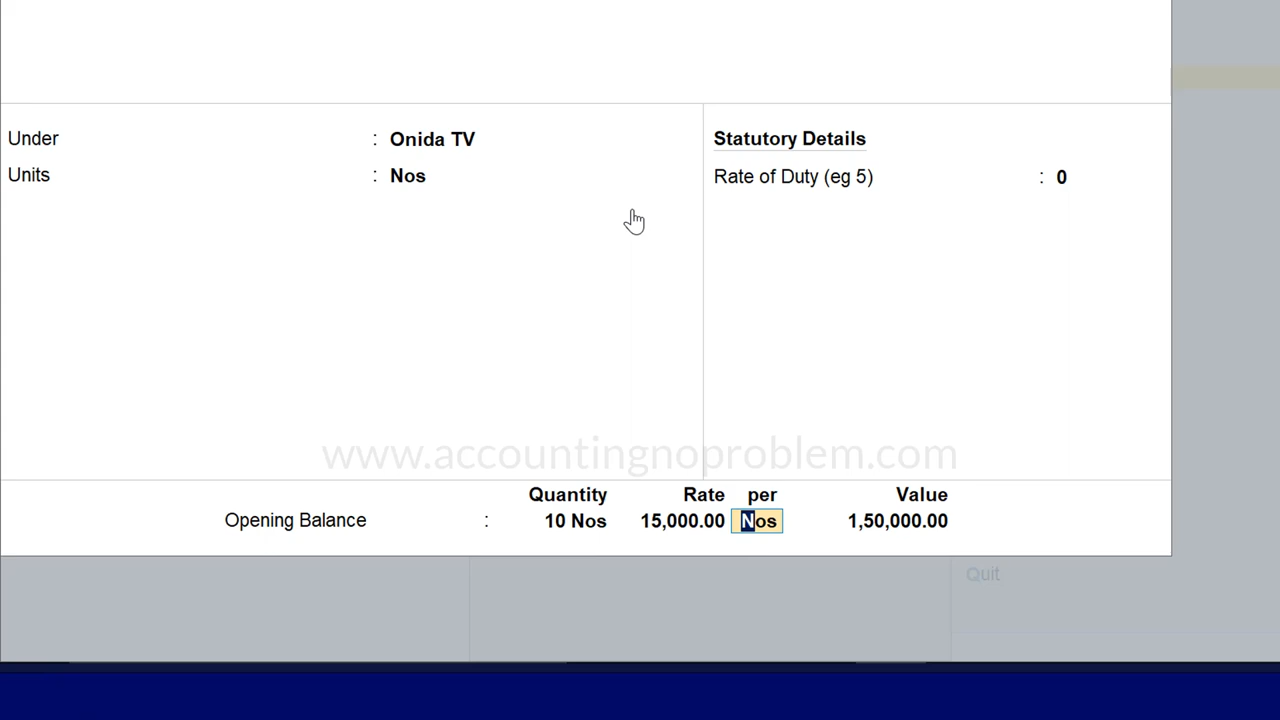 Under : Onida TV
Units : Nos
Statutory Details
Rate of Duty (eg 5) : 0
www.accountingnoproblem.com
Quantity Rate per Value
Opening Balance : 10 Nos 15,000.00 Nos 1,50,000.00
Quit